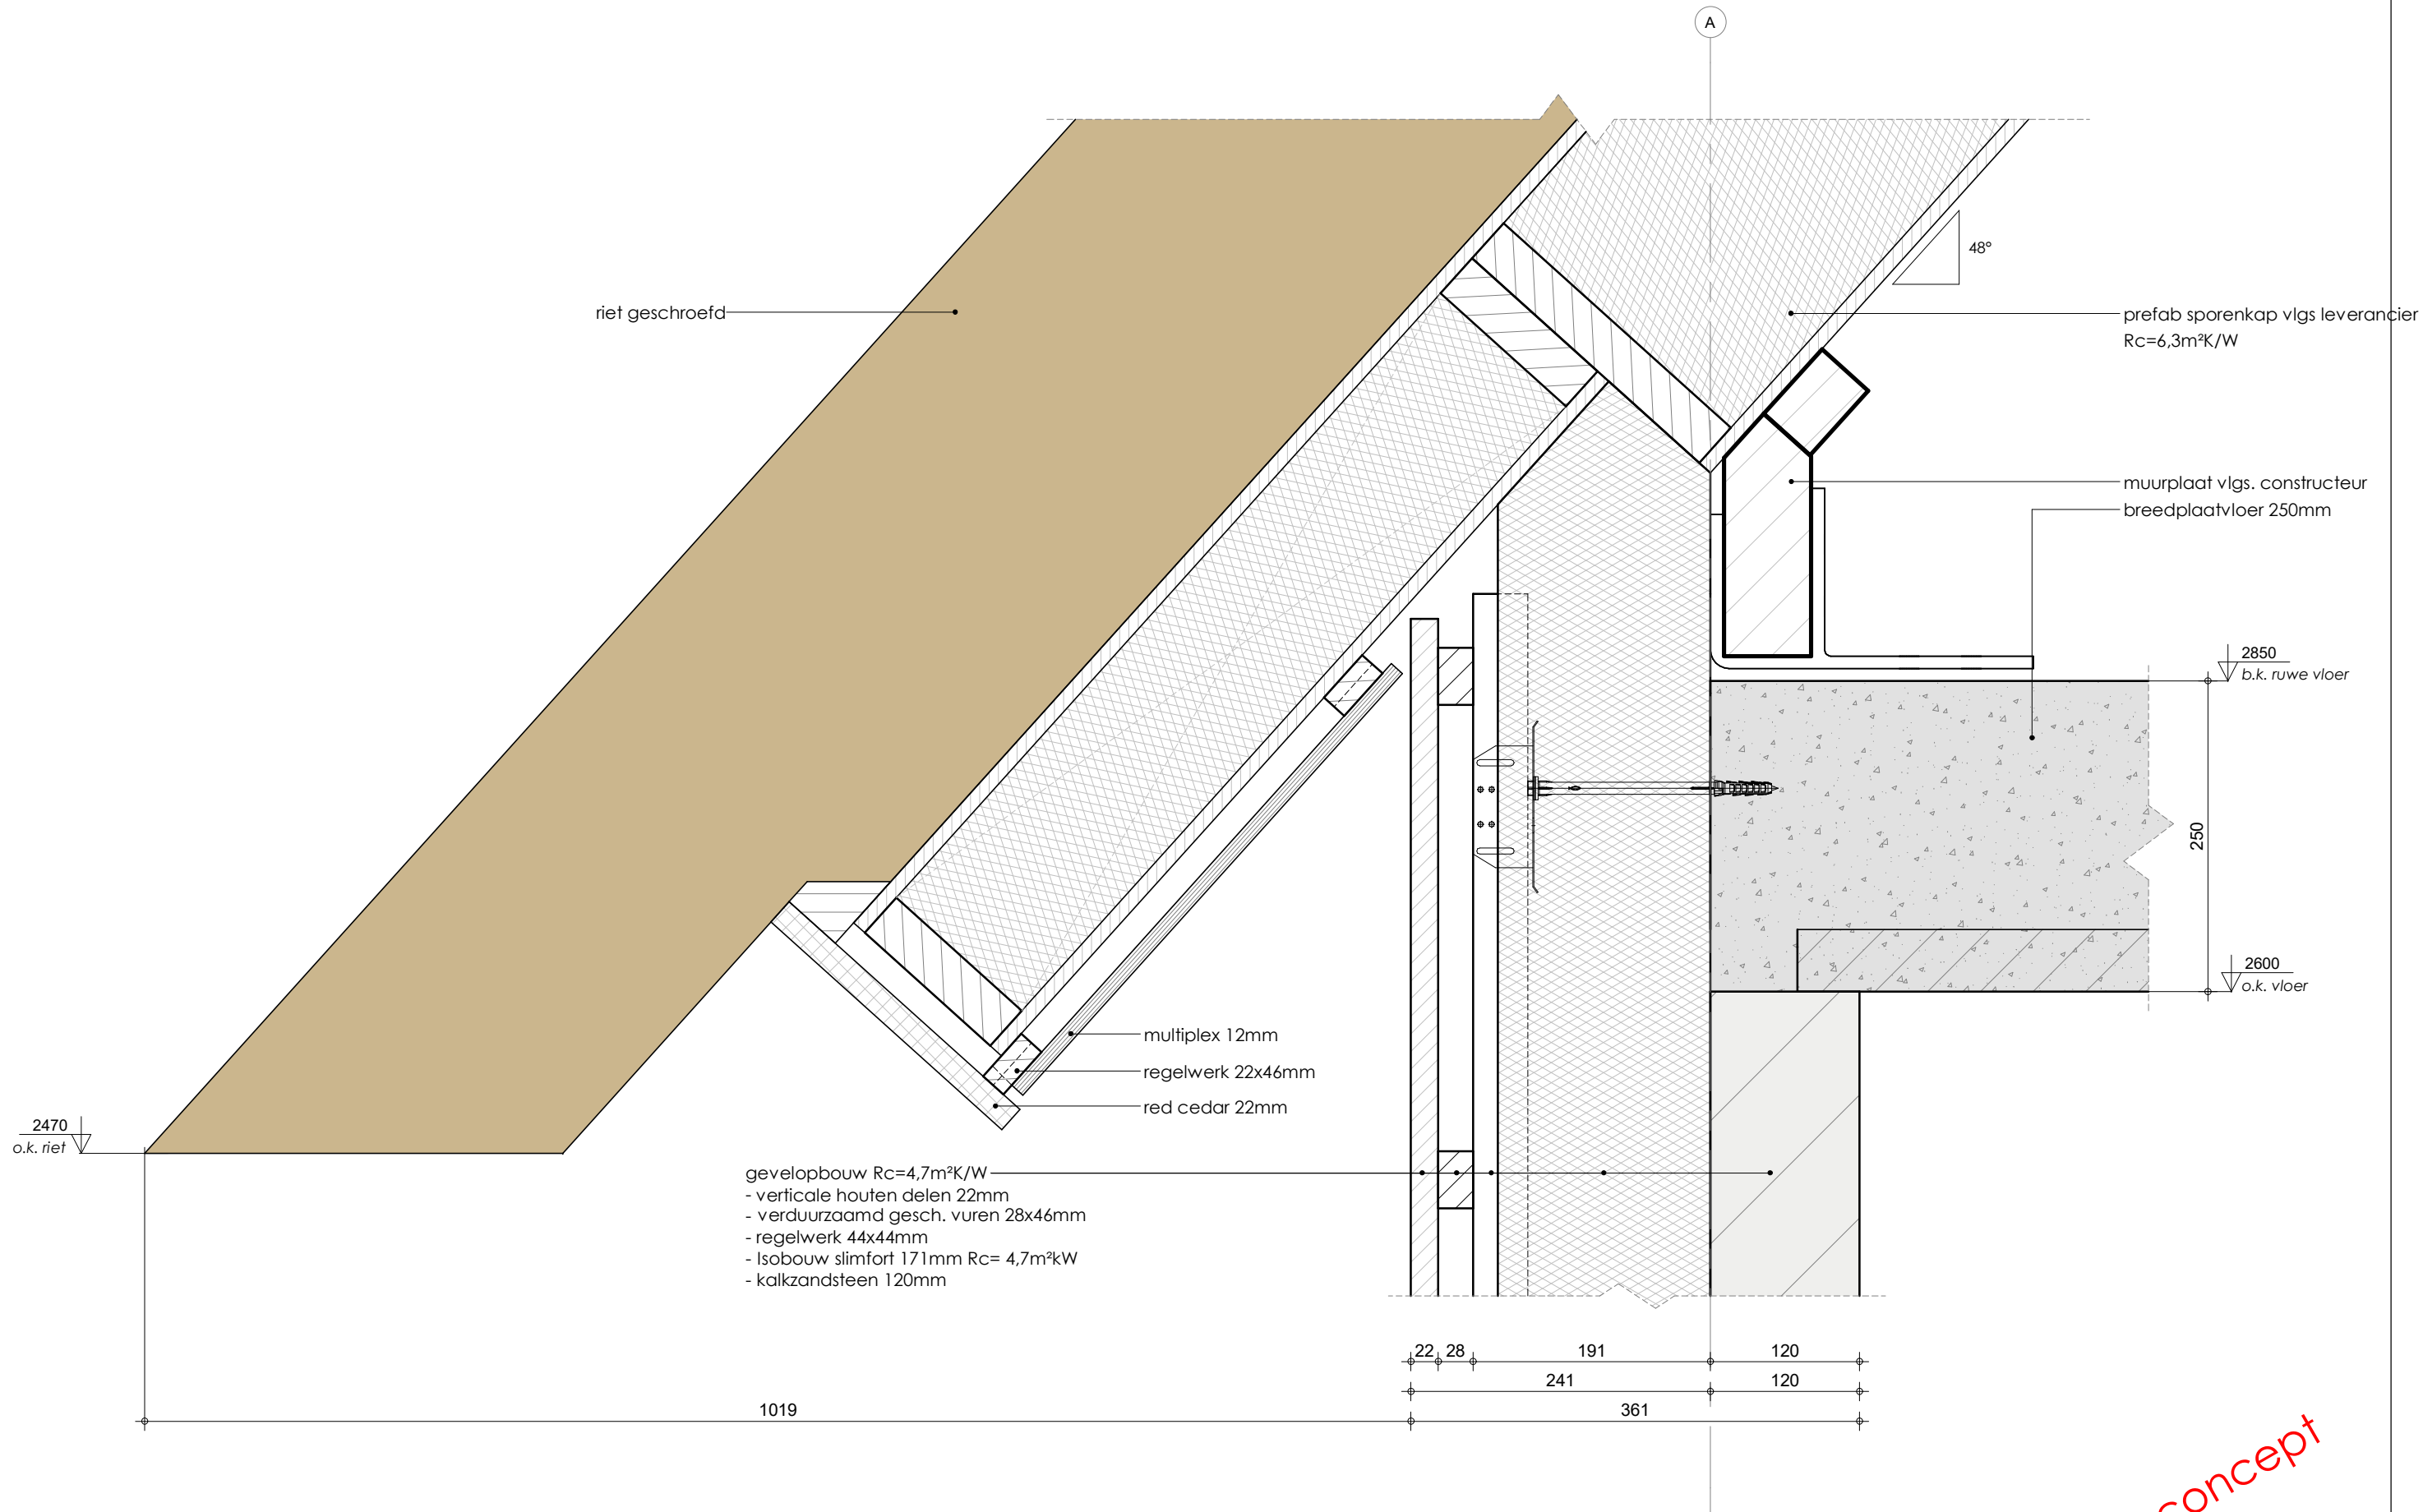 A
48°
riet geschroefd
prefab sporenkap vlgs leverancier
Rc=6,3m²K/W
muurplaat vlgs. constructeur
breedplaatvloer 250mm
2850
b.k. ruwe vloer
250
2600
o.k. vloer
multiplex 12mm
regelwerk 22x46mm
red cedar 22mm
2470
o.k. riet
gevelopbouw Rc=4,7m²K/W
- verticale houten delen 22mm
- verduurzaamd gesch. vuren 28x46mm
- regelwerk 44x44mm
- Isobouw slimfort 171mm Rc= 4,7m²kW
- kalkzandsteen 120mm
22 28 191 120
241 120
1019 361
concept